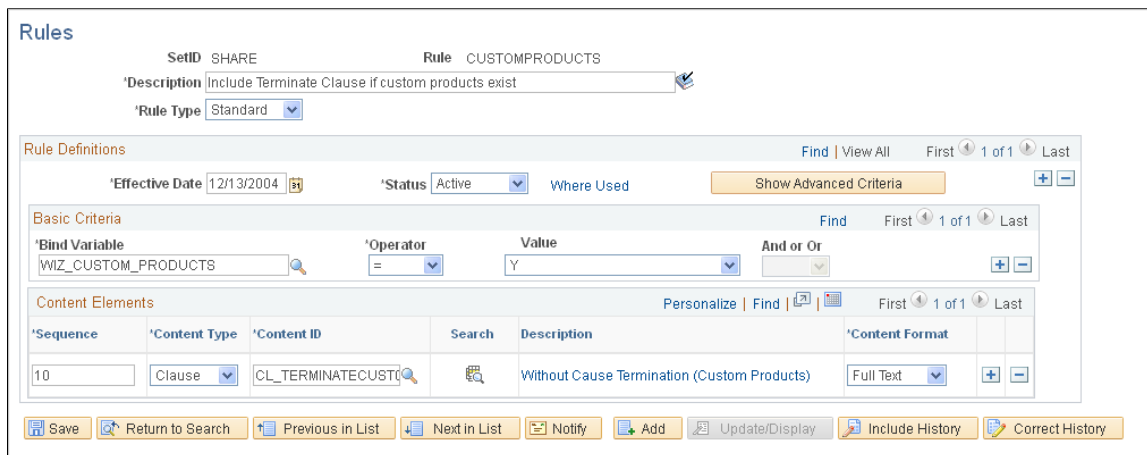 Rules
SetID SHARE Rule CUSTOMPRODUCTS
*Description Include Terminate Clause if custom products exist
*Rule Type Standard
Rule Definitions Find | View All First 1 of 1 Last
*Effective Date 12/13/2004 31 *Status Active Where Used Show Advanced Criteria
Basic Criteria Find First 1 of 1 Last
*Bind Variable *Operator Value And or Or
WIZ_CUSTOM_PRODUCTS = Y
Content Elements Personalize | Find | | First 1 of 1 Last
*Sequence *Content Type *Content ID Search Description *Content Format
10 Clause CL_TERMINATECUSTO Without Cause Termination (Custom Products) Full Text
Save Return to Search Previous in List Next in List Notify Add Update/Display Include History Correct History